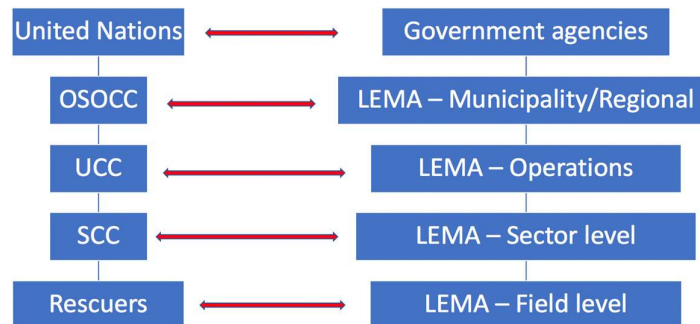 United Nations
Government agencies
OSOCC
LEMA – Municipality/Regional
UCC
LEMA – Operations
SCC
LEMA – Sector level
Rescuers
LEMA – Field level